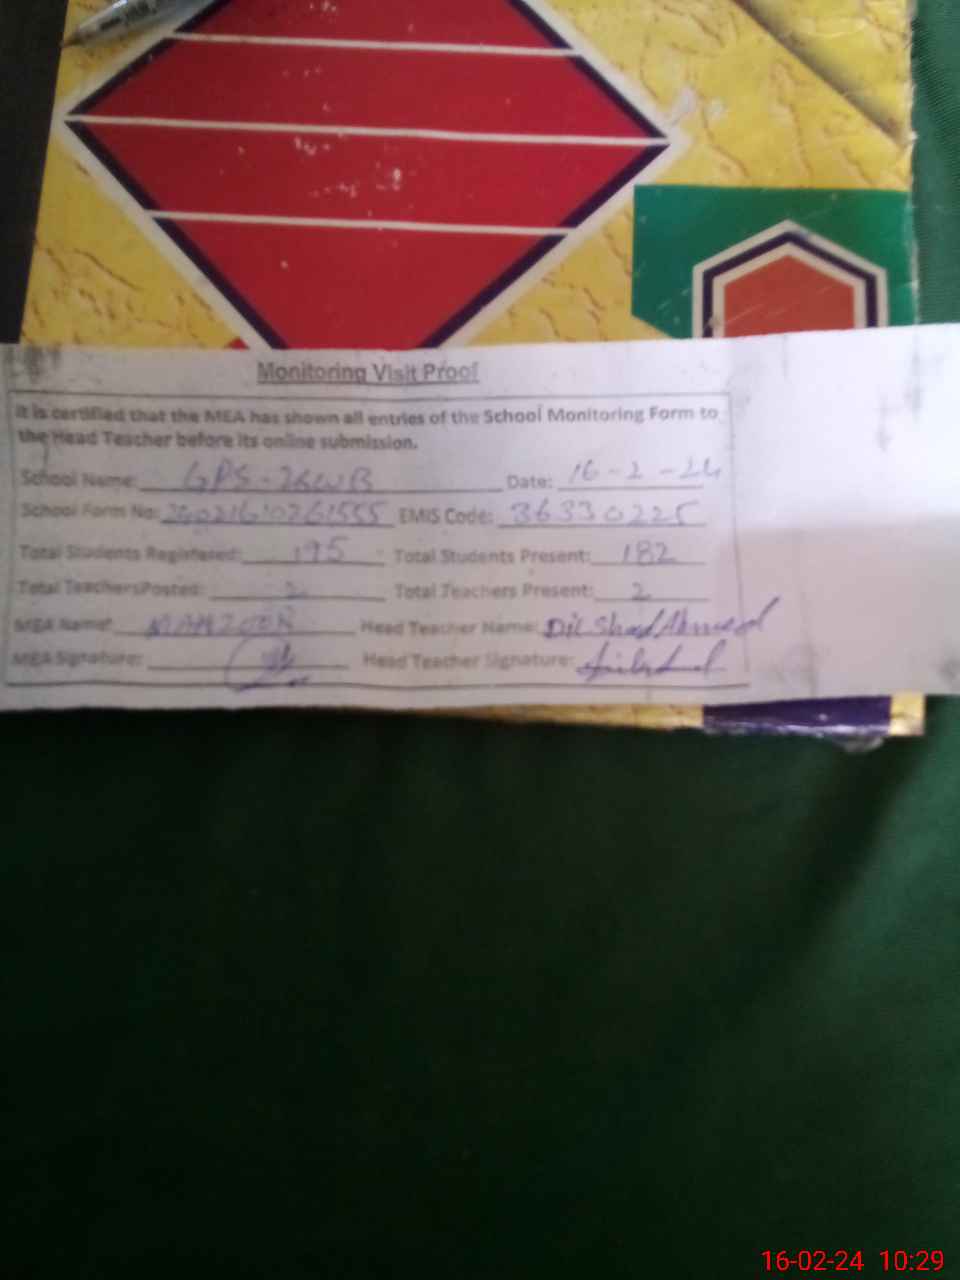 Monitoring Visit Proof
It is certified that the MEA has shown all entries of the School Monitoring Form to
the Head Teacher before its online submission.
School Name: GPS - 26WB Date: 16-2-24
School Form No: EMIS Code: 36330225
Total Students Registered: 195 Total Students Present: 182
Total TeachersPosted: 2 Total Teachers Present: 2
MEA Name: MANZOOR Head Teacher Name: Dil Shad Ahmed
MEA Signature: Head Teacher Signature:
16-02-24 10:29